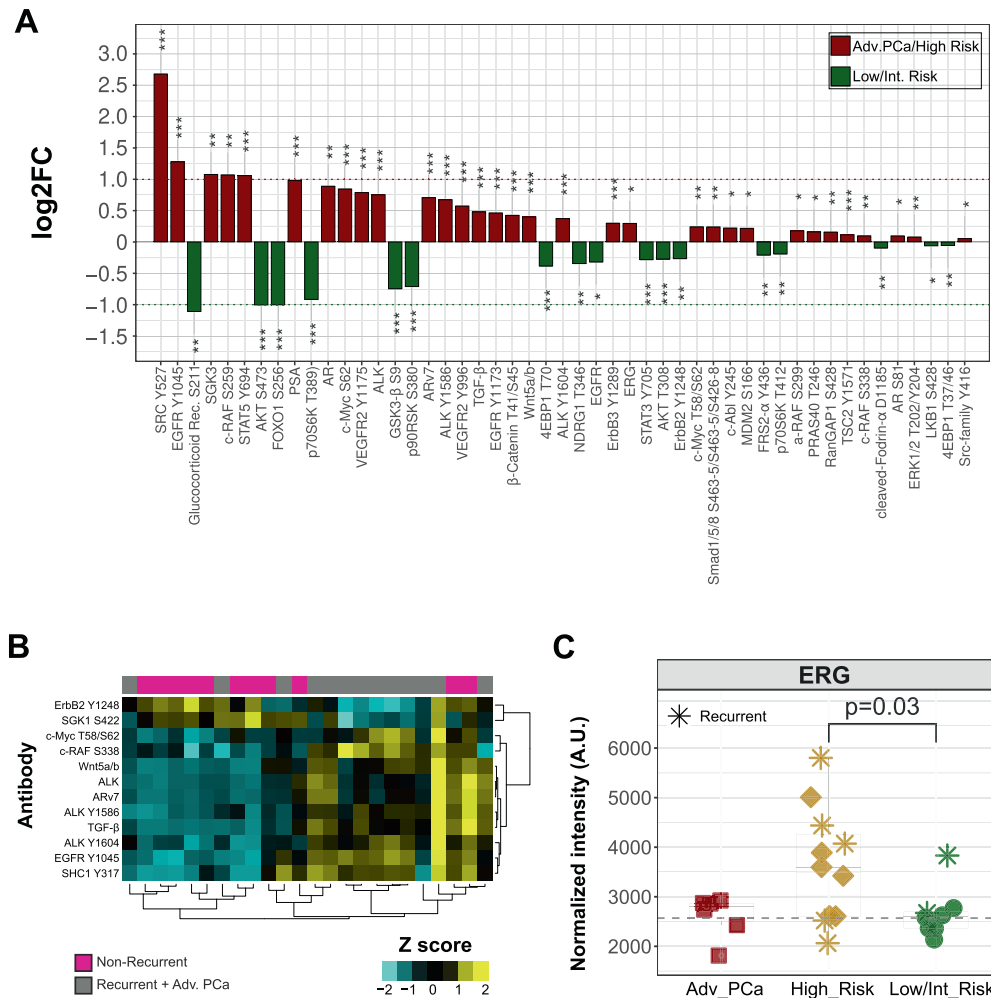 A
log2FC
3.0
2.5
2.0
1.5
1.0
0.5
0
−0.5
−1.0
−1.5
Adv.PCa/High Risk
Low/Int. Risk
***
***
**
**
**
***
***
***
***
***
**
***
***
***
***
***
***
***
***
***
***
***
***
***
***
**
*
***
*
***
***
**
**
**
*
*
**
**
*
*
***
**
**
*
**
*
**
*
SRC Y527
EGFR Y1045
Glucocorticoid Rec. S211
SGK3
c-RAF S259
STAT5 Y694
AKT S473
FOXO1 S256
PSA
p70S6K T389)
AR
c-Myc S62
VEGFR2 Y1175
ALK
GSK3-β S9
p90RSK S380
ARv7
ALK Y1586
VEGFR2 Y996
TGF-β
EGFR Y1173
β-Catenin T41/S45
Wnt5a/b
4EBP1 T70
ALK Y1604
NDRG1 T346
EGFR
ErbB3 Y1289
ERG
STAT3 Y705
AKT T308
ErbB2 Y1248
c-Myc T58/S62
Smad1/5/8 S463-5/S463-5/S426-8
c-Abl Y245
MDM2 S166
FRS2-α Y436
p70S6K T412
a-RAF S299
PRAS40 T246
RanGAP1 S428
TSC2 Y1571
c-RAF S338
cleaved-Fodrin-α D1185
AR S81
ERK1/2 T202/Y204
LKB1 S428
4EBP1 T37/46
Src-family Y416
B
Antibody
ErbB2 Y1248
SGK1 S422
c-Myc T58/S62
c-RAF S338
Wnt5a/b
ALK
ARv7
ALK Y1586
TGF-β
ALK Y1604
EGFR Y1045
SHC1 Y317
Non-Recurrent
Recurrent + Adv. PCa
Z score
−2 −1 0 1 2
C
ERG
Recurrent
p=0.03
Normalized intensity (A.U.)
6000
5000
4000
3000
2000
Adv_PCa High_Risk Low/Int_Risk